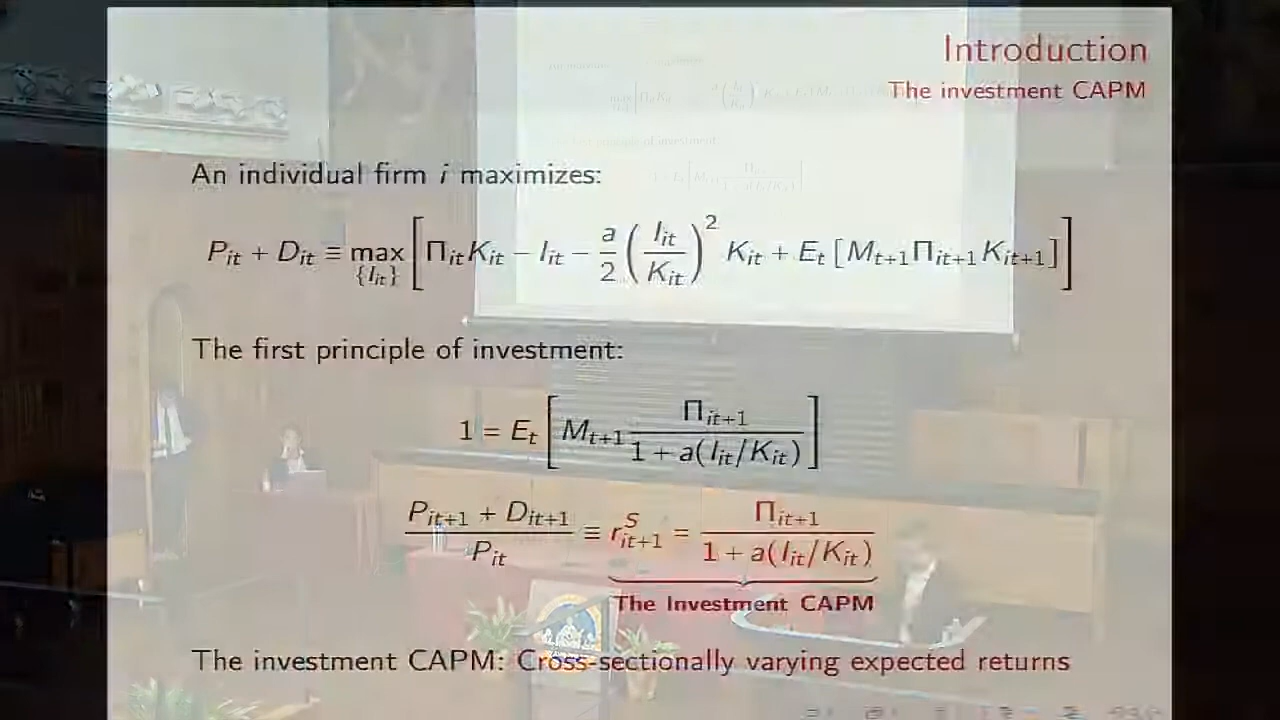 Introduction
The investment CAPM
An individual firm i maximizes:
P_{it} + D_{it} ≡ max_{\{I_{it}\}} [ Π_{it} K_{it} − I_{it} − \frac{a}{2} ( \frac{I_{it}}{K_{it}} )^2 K_{it} + E_t [M_{t+1} Π_{it+1} K_{it+1}] ]
The first principle of investment:
1 = E_t [ M_{t+1} \frac{Π_{it+1}}{1 + a(I_{it}/K_{it})} ]
\frac{P_{it+1} + D_{it+1}}{P_{it}} ≡ r^S_{it+1} = \frac{Π_{it+1}}{1 + a(I_{it}/K_{it})}
The Investment CAPM
The investment CAPM: Cross-sectionally varying expected returns